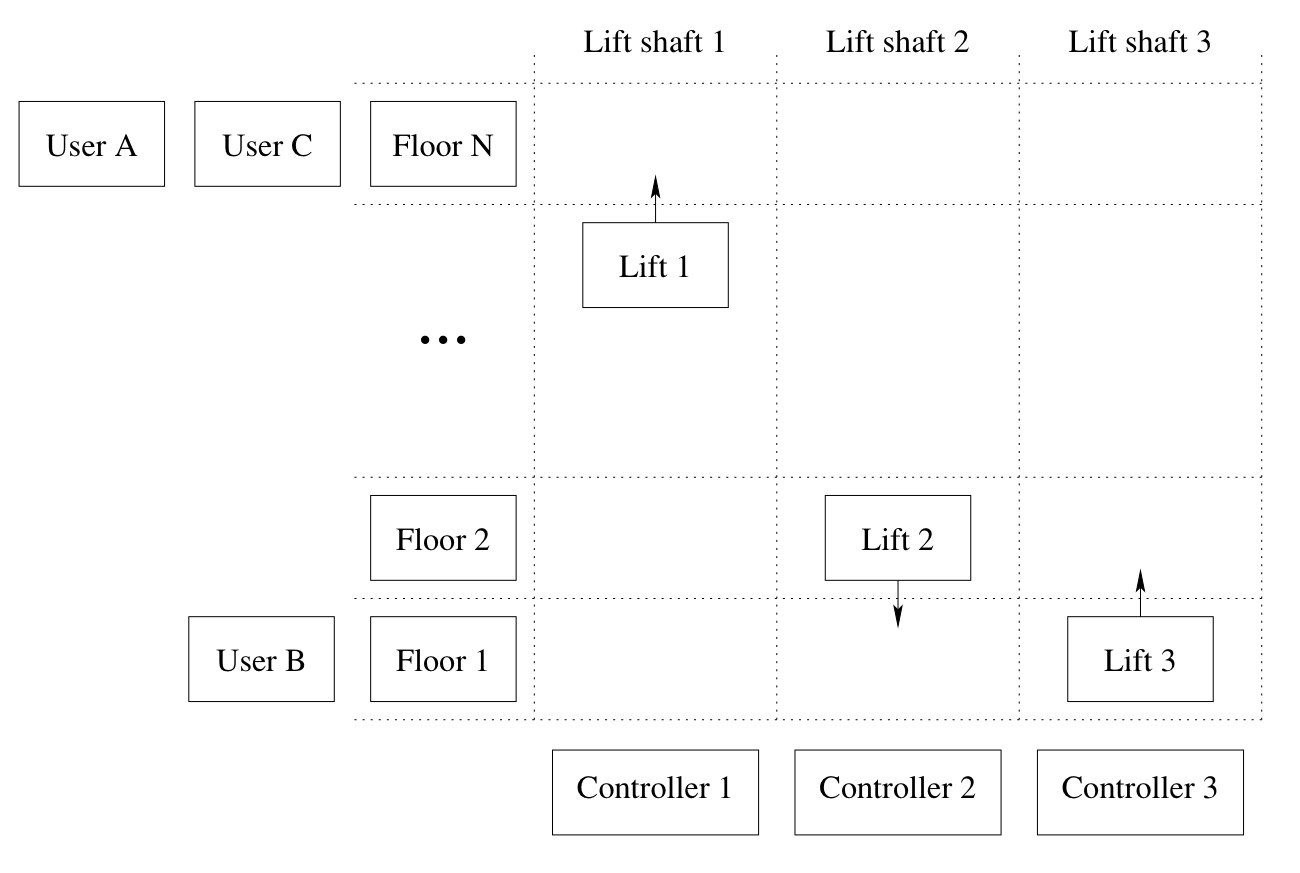 Lift shaft 1
Lift shaft 2
Lift shaft 3
User A
User C
Floor N
Lift 1
...
Floor 2
Lift 2
User B
Floor 1
Lift 3
Controller 1
Controller 2
Controller 3